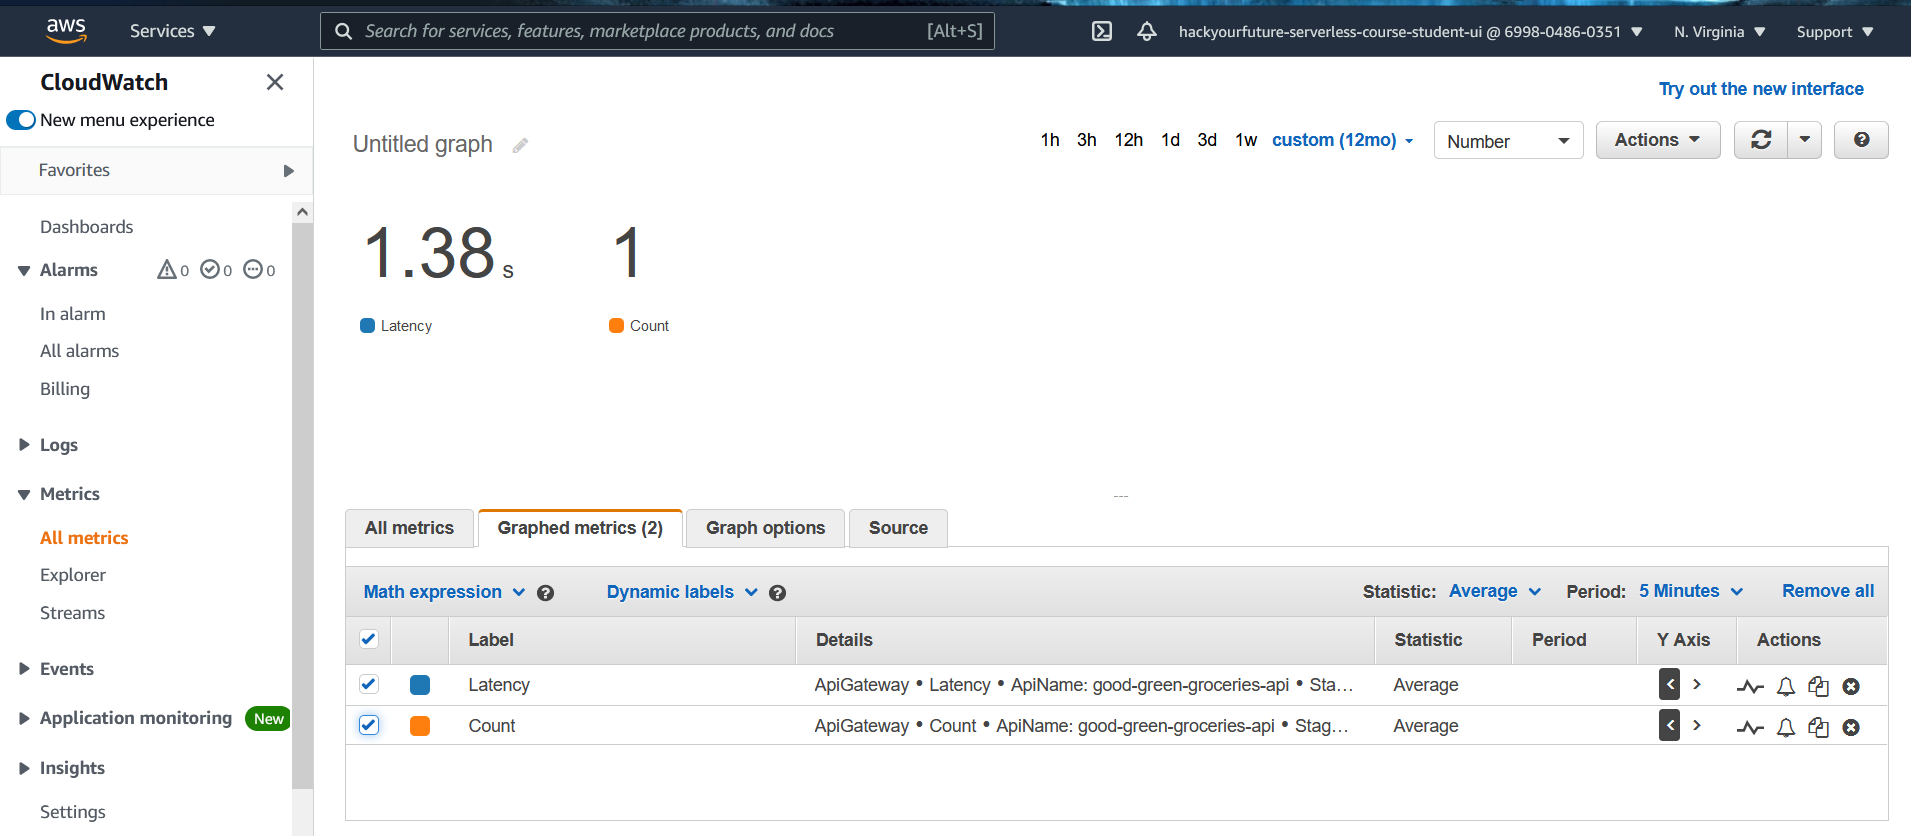 aws Services Search for services, features, marketplace products, and docs [Alt+S] hackyourfuture-serverless-course-student-ui @ 6998-0486-0351 N. Virginia Support
CloudWatch
New menu experience
Favorites
Dashboards
Alarms 0 0 0
In alarm
All alarms
Billing
Logs
Metrics
All metrics
Explorer
Streams
Events
Application monitoring New
Insights
Settings
Try out the new interface
Untitled graph 1h 3h 12h 1d 3d 1w custom (12mo) Number Actions ?
1.38 s 1
Latency Count
All metrics Graphed metrics (2) Graph options Source
Math expression ? Dynamic labels ? Statistic: Average Period: 5 Minutes Remove all
Label Details Statistic Period Y Axis Actions
Latency ApiGateway • Latency • ApiName: good-green-groceries-api • Sta... Average < >
Count ApiGateway • Count • ApiName: good-green-groceries-api • Stag... Average < >